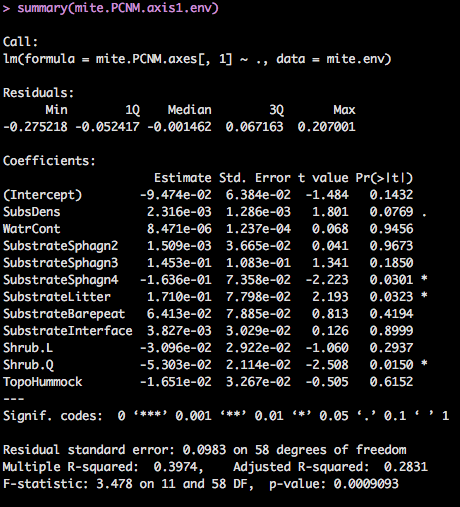 > summary(mite.PCNM.axis1.env)
Call:
lm(formula = mite.PCNM.axes[, 1] ~ ., data = mite.env)
Residuals:
Min 1Q Median 3Q Max
-0.275218 -0.052417 -0.001462 0.067163 0.207001
Coefficients:
Estimate Std. Error t value Pr(>|t|)
(Intercept) -9.474e-02 6.384e-02 -1.484 0.1432
SubsDens 2.316e-03 1.286e-03 1.801 0.0769 .
WatrCont 8.471e-06 1.237e-04 0.068 0.9456
SubstrateSphagn2 1.509e-03 3.665e-02 0.041 0.9673
SubstrateSphagn3 1.453e-01 1.083e-01 1.341 0.1850
SubstrateSphagn4 -1.636e-01 7.358e-02 -2.223 0.0301 *
SubstrateLitter 1.710e-01 7.798e-02 2.193 0.0323 *
SubstrateBarepeat 6.413e-02 7.885e-02 0.813 0.4194
SubstrateInterface 3.827e-03 3.029e-02 0.126 0.8999
Shrub.L -3.096e-02 2.922e-02 -1.060 0.2937
Shrub.Q -5.303e-02 2.114e-02 -2.508 0.0150 *
TopoHummock -1.651e-02 3.267e-02 -0.505 0.6152
---
Signif. codes: 0 ‘***’ 0.001 ‘**’ 0.01 ‘*’ 0.05 ‘.’ 0.1 ‘ ’ 1
Residual standard error: 0.0983 on 58 degrees of freedom
Multiple R-squared: 0.3974, Adjusted R-squared: 0.2831
F-statistic: 3.478 on 11 and 58 DF, p-value: 0.0009093